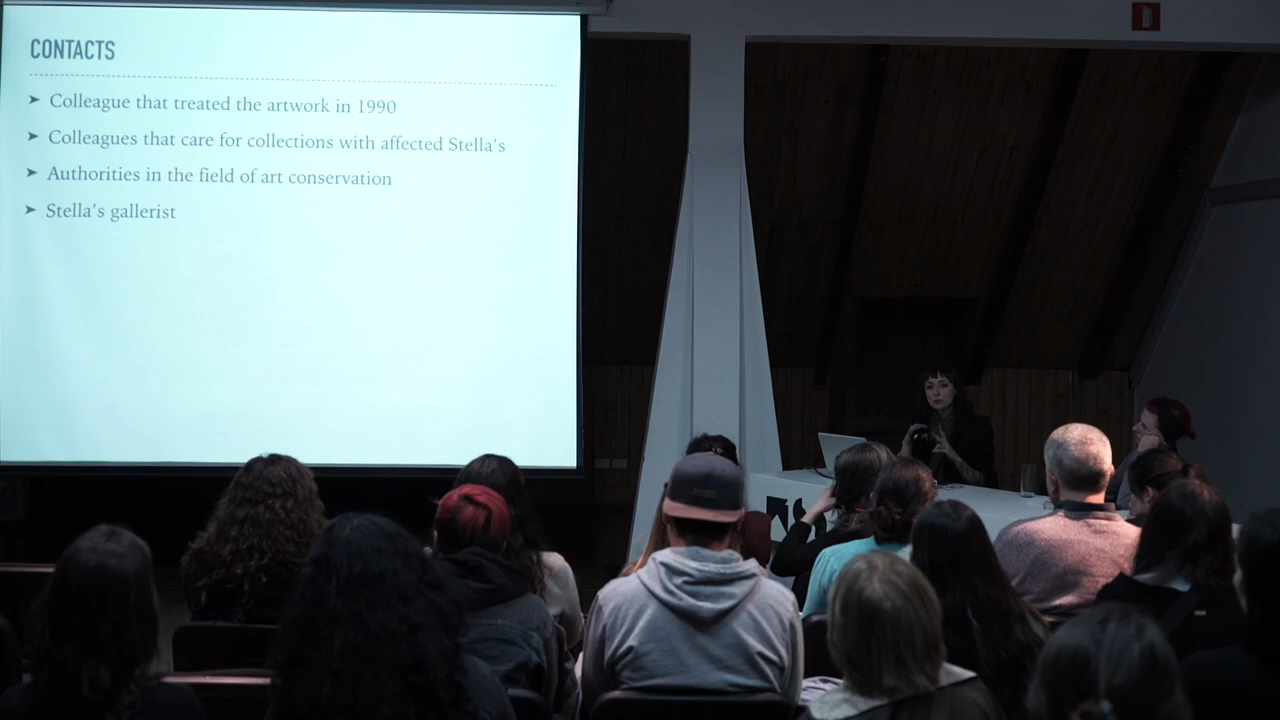 CONTACTS
➤ Colleague that treated the artwork in 1990
➤ Colleagues that care for collections with affected Stella's
➤ Authorities in the field of art conservation
➤ Stella's gallerist